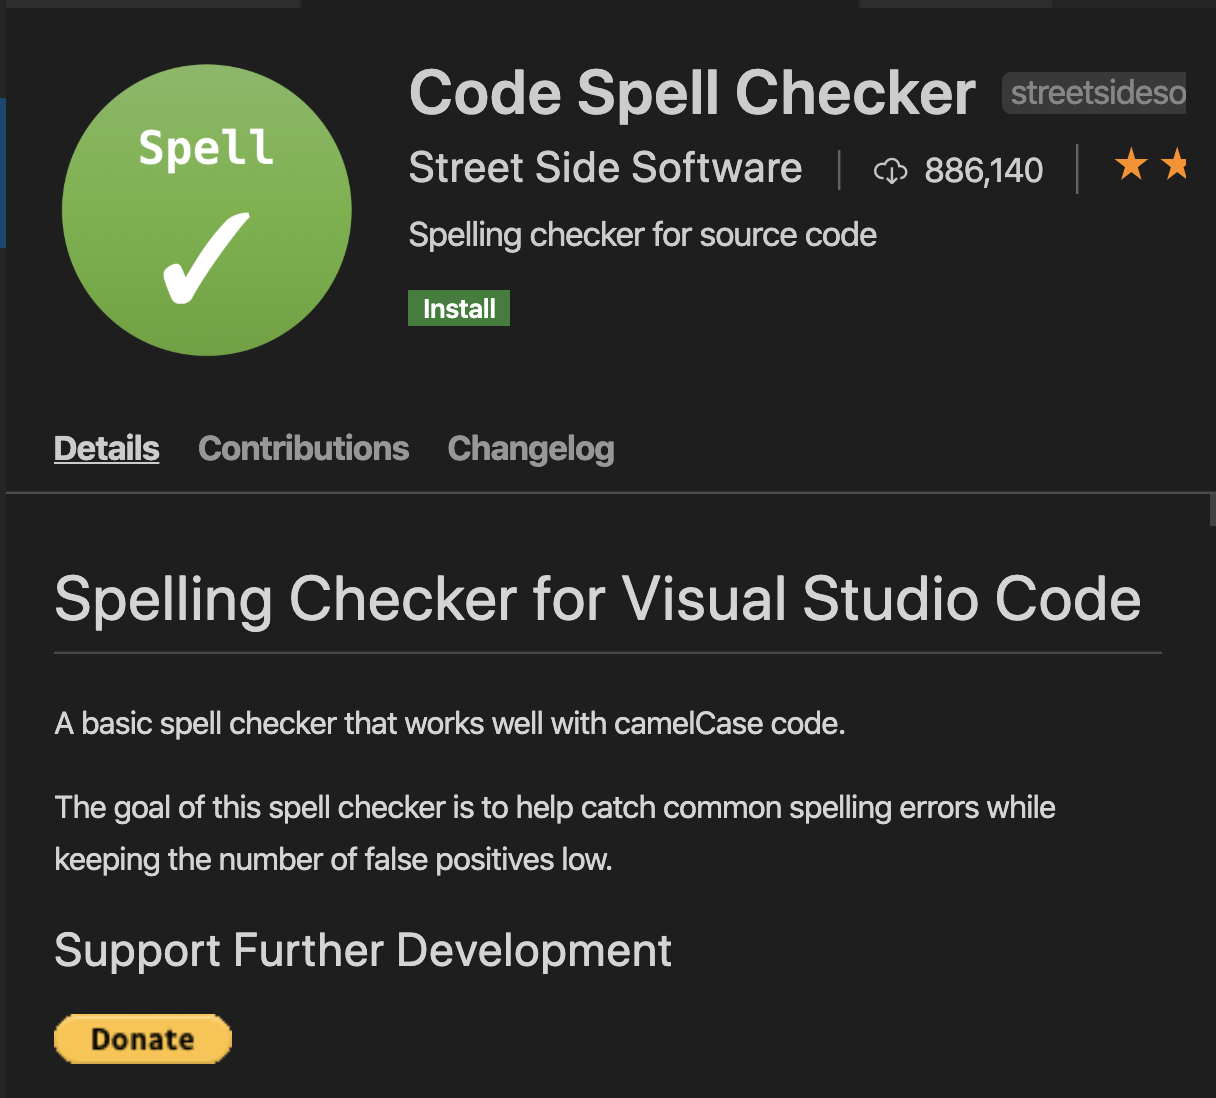 Spell
Code Spell Checker streetsideso
Street Side Software 886,140
Spelling checker for source code
Install
Details Contributions Changelog
Spelling Checker for Visual Studio Code
A basic spell checker that works well with camelCase code.
The goal of this spell checker is to help catch common spelling errors while
keeping the number of false positives low.
Support Further Development
Donate